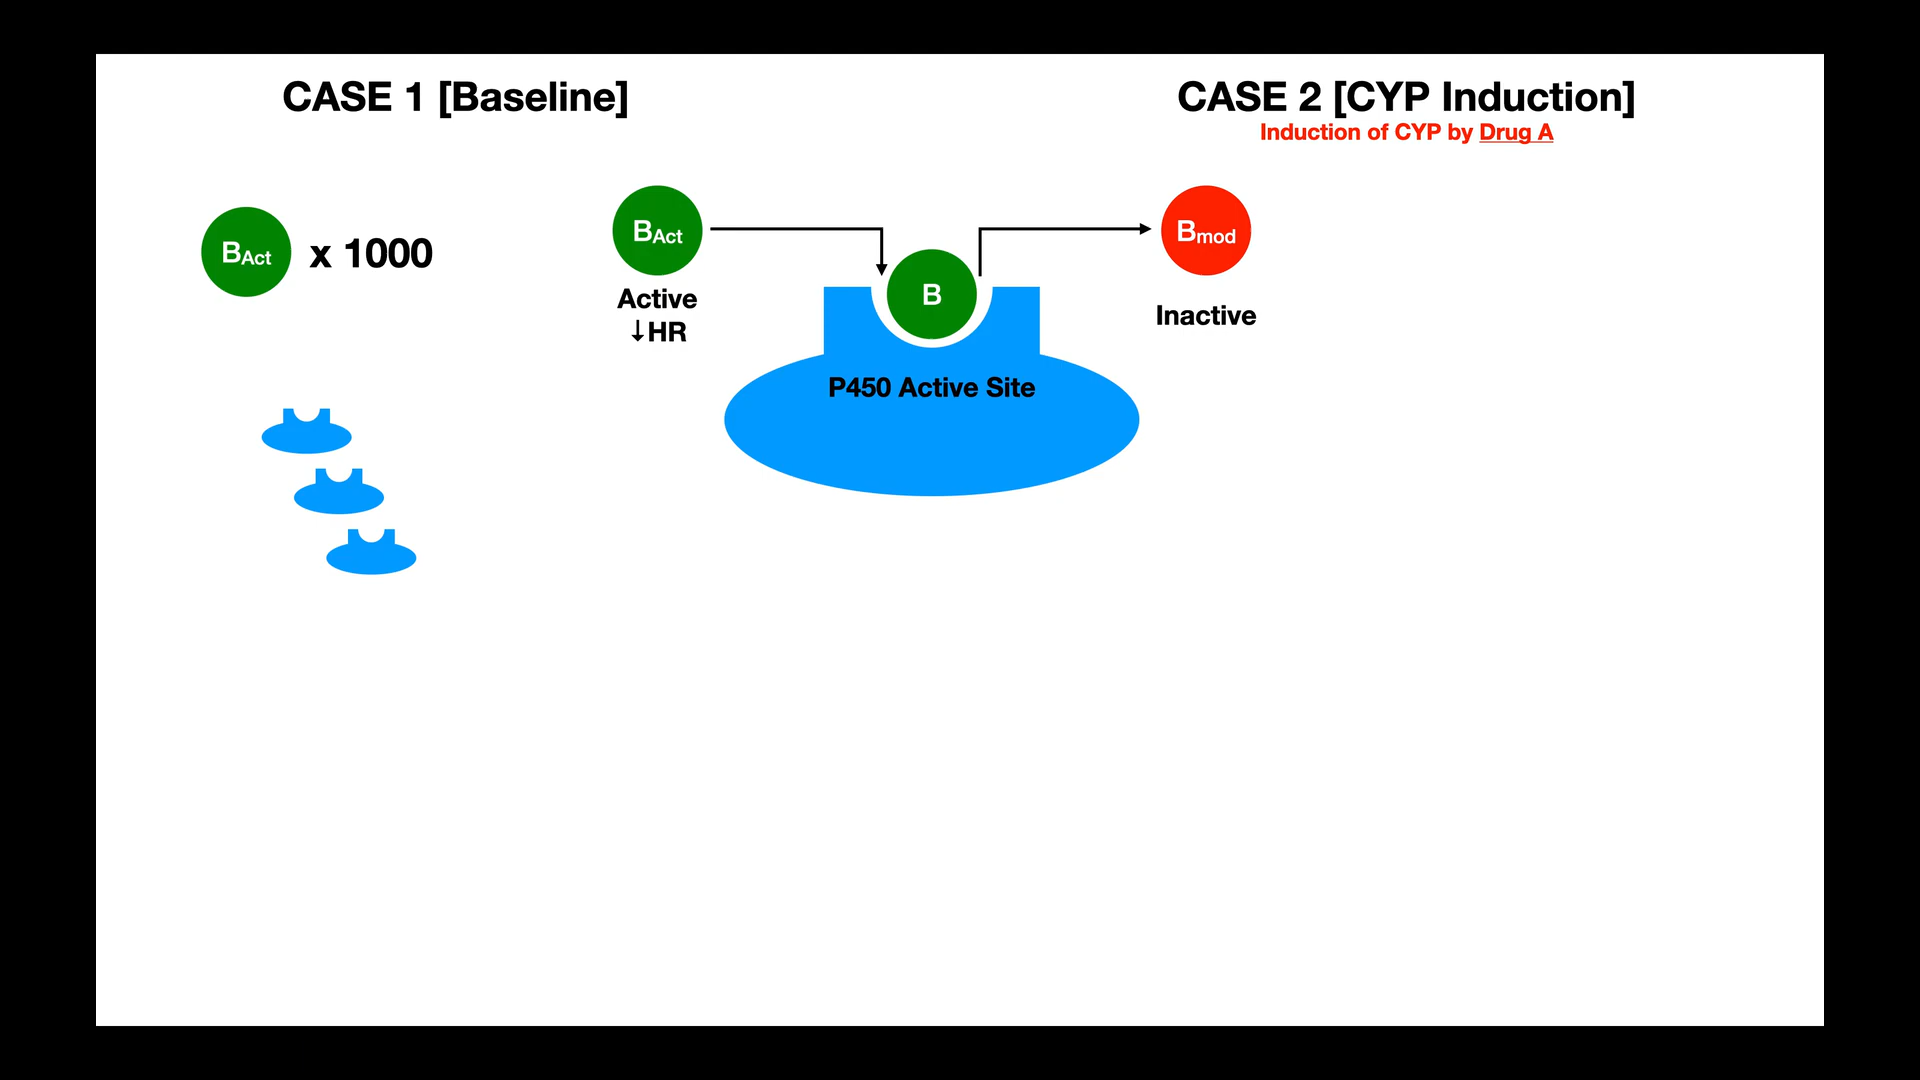 CASE 1 [Baseline]
CASE 2 [CYP Induction]
Induction of CYP by Drug A
BAct x 1000
BAct
Active
↓HR
B
P450 Active Site
Bmod
Inactive